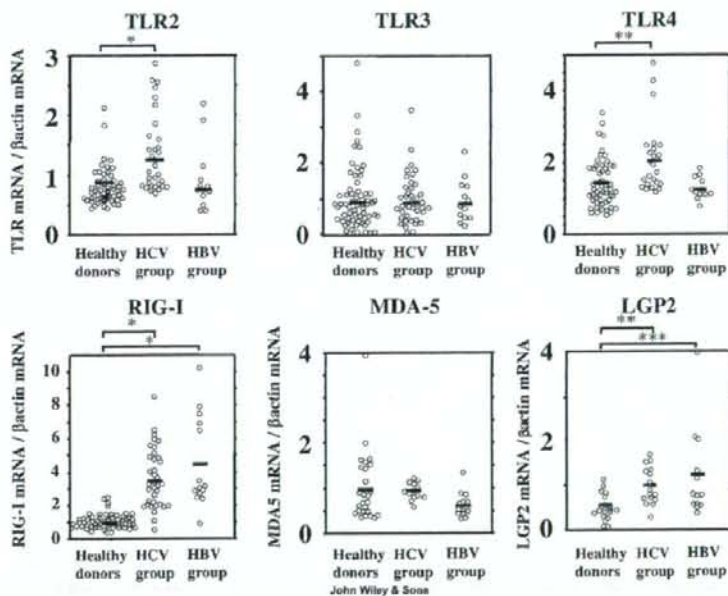 TLR2 TLR3 TLR4
TLR mRNA / βactin mRNA
* **
3
2
1
0
4
2
0
4
2
0
Healthy donors HCV group HBV group
Healthy donors HCV group HBV group
Healthy donors HCV group HBV group
RIG-I MDA-5 LGP2
* * ** ***
RIG-I mRNA / βactin mRNA
10
8
6
4
2
0
MDA5 mRNA / βactin mRNA
4
2
0
LGP2 mRNA / βactin mRNA
4
2
0
Healthy donors HCV group HBV group
Healthy donors HCV group HBV group
Healthy donors HCV group HBV group
John Wiley & Sons